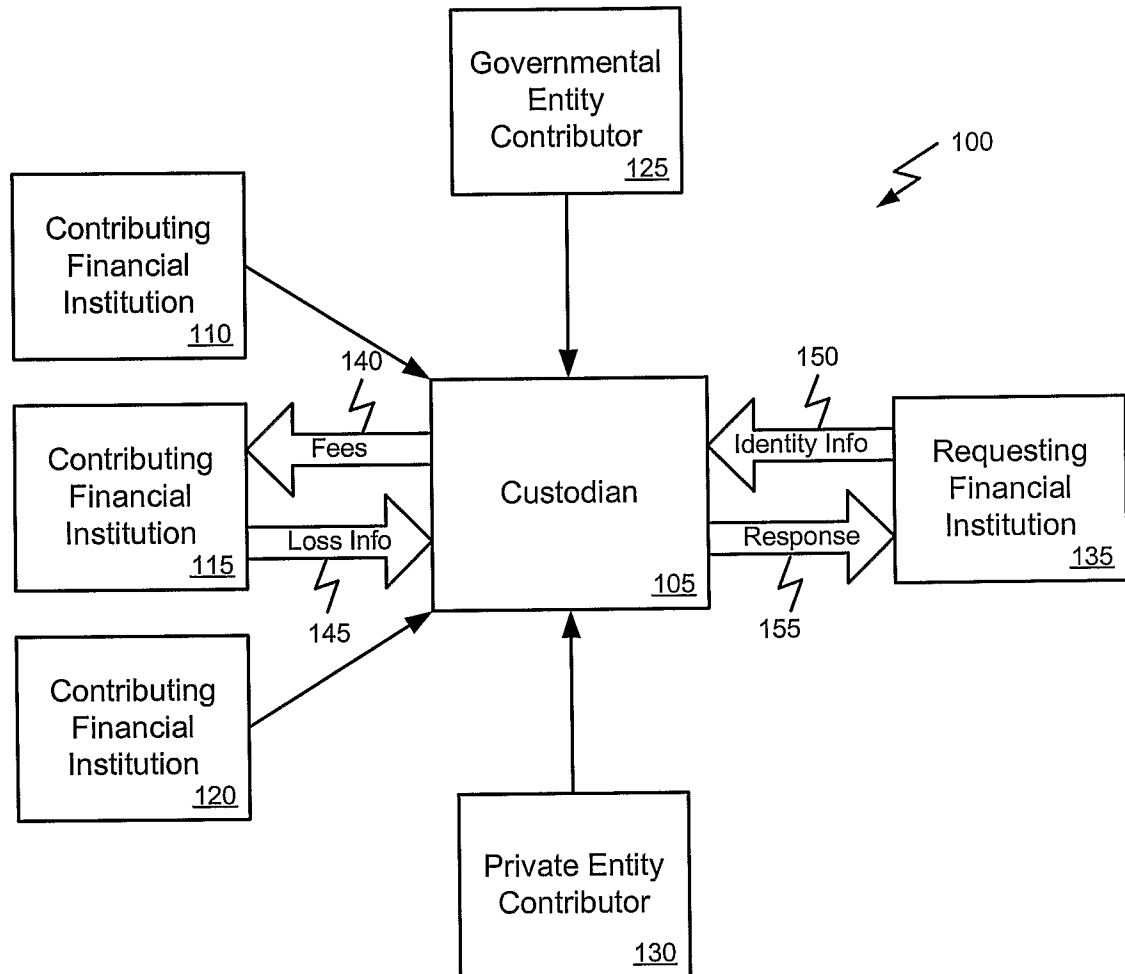 Governmental
Entity
Contributor
125
100
Contributing
Financial
Institution
110
140
150
Fees
Identity Info
Contributing
Financial
Institution
115
Loss Info
145
Custodian
105
Response
155
Requesting
Financial
Institution
135
Contributing
Financial
Institution
120
Private Entity
Contributor
130